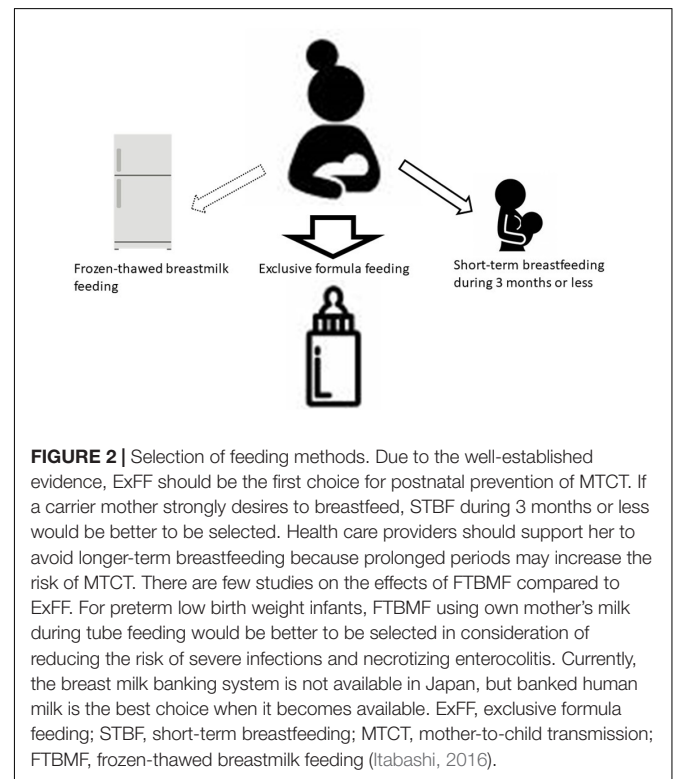 Frozen-thawed breastmilk
feeding
Exclusive formula feeding
Short-term breastfeeding
during 3 months or less
FIGURE 2 | Selection of feeding methods. Due to the well-established
evidence, ExFF should be the first choice for postnatal prevention of MTCT. If
a carrier mother strongly desires to breastfeed, STBF during 3 months or less
would be better to be selected. Health care providers should support her to
avoid longer-term breastfeeding because prolonged periods may increase the
risk of MTCT. There are few studies on the effects of FTBMF compared to
ExFF. For preterm low birth weight infants, FTBMF using own mother's milk
during tube feeding would be better to be selected in consideration of
reducing the risk of severe infections and necrotizing enterocolitis. Currently,
the breast milk banking system is not available in Japan, but banked human
milk is the best choice when it becomes available. ExFF, exclusive formula
feeding; STBF, short-term breastfeeding; MTCT, mother-to-child transmission;
FTBMF, frozen-thawed breastmilk feeding (Itabashi, 2016).